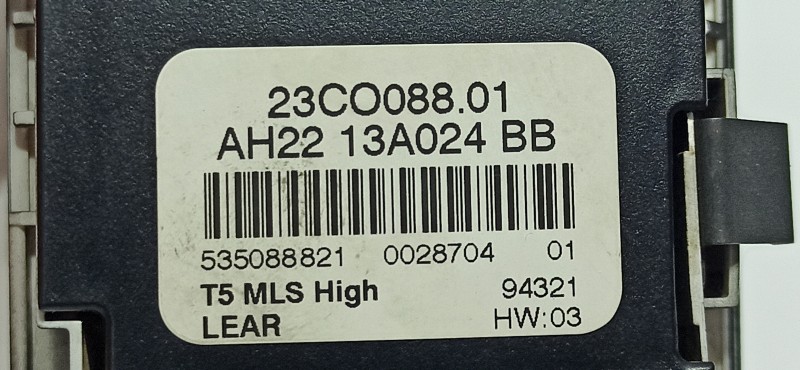 23CO088.01
AH22 13A024 BB
535088821 0028704 01
T5 MLS High 94321
LEAR HW:03